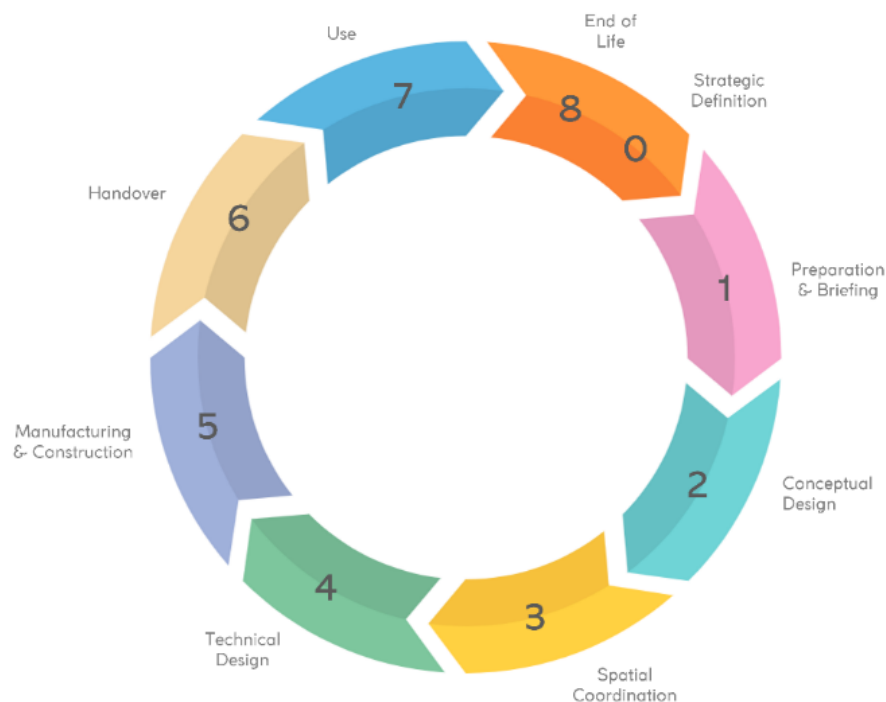 End of
Life
8
Strategic
Definition
0
Preparation
& Briefing
1
Conceptual
Design
2
Spatial
Coordination
3
Technical
Design
4
Manufacturing
& Construction
5
Handover
6
Use
7